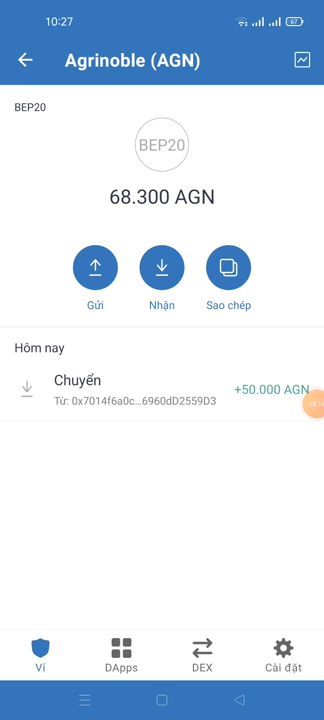 10:27
67
Agrinoble (AGN)
BEP20
BEP20
68.300 AGN
Gửi
Nhận
Sao chép
Hôm nay
Chuyển
+50.000 AGN
Từ: 0x7014f6a0c...6960dD2559D3
Ví
DApps
DEX
Cài đặt